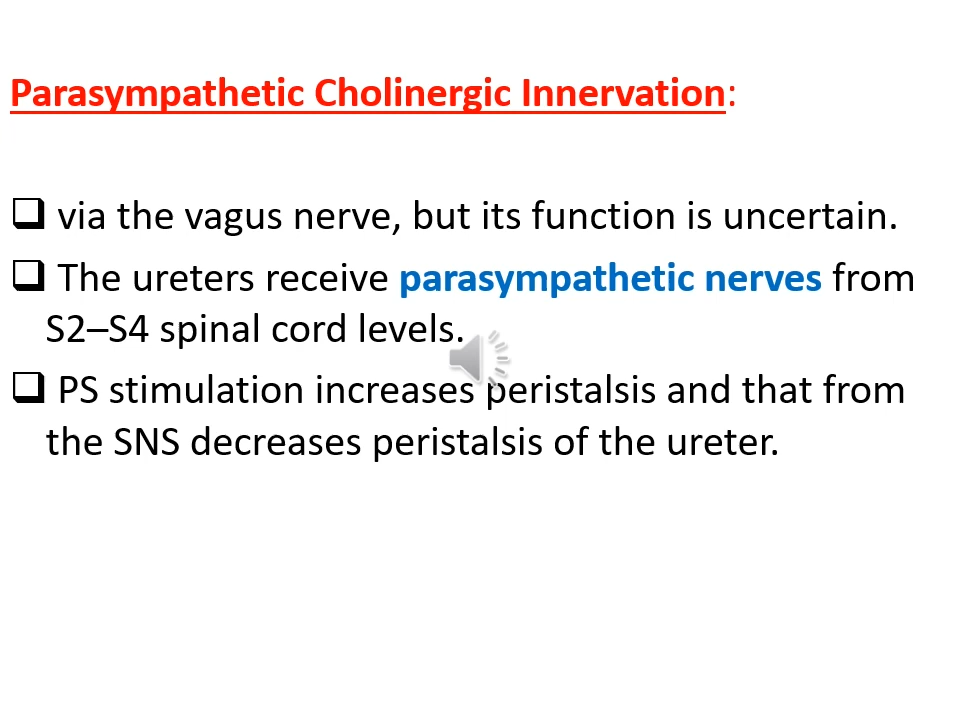 Parasympathetic Cholinergic Innervation:
❑ via the vagus nerve, but its function is uncertain.
❑ The ureters receive parasympathetic nerves from
S2–S4 spinal cord levels.
❑ PS stimulation increases peristalsis and that from
the SNS decreases peristalsis of the ureter.